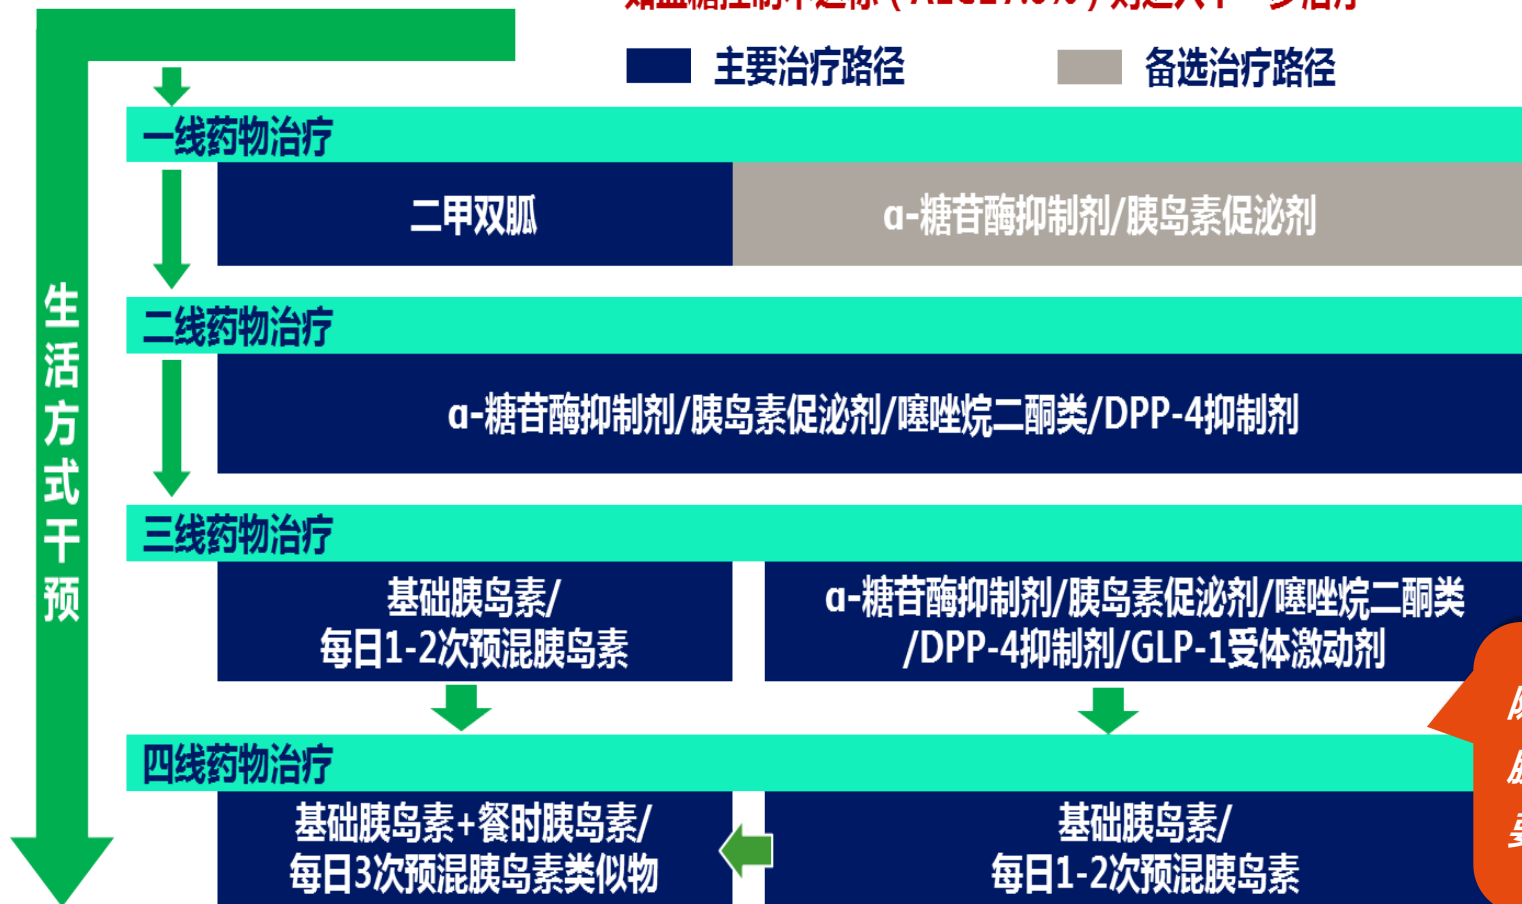 主要治疗路径
备选治疗路径
一线药物治疗
二甲双胍
α-糖苷酶抑制剂/胰岛素促泌剂
二线药物治疗
α-糖苷酶抑制剂/胰岛素促泌剂/噻唑烷二酮类/DPP-4抑制剂
三线药物治疗
基础胰岛素/
每日1-2次预混胰岛素
α-糖苷酶抑制剂/胰岛素促泌剂/噻唑烷二酮类
/DPP-4抑制剂/GLP-1受体激动剂
四线药物治疗
基础胰岛素+餐时胰岛素/
每日3次预混胰岛素类似物
基础胰岛素/
每日1-2次预混胰岛素
生活方式干预
要